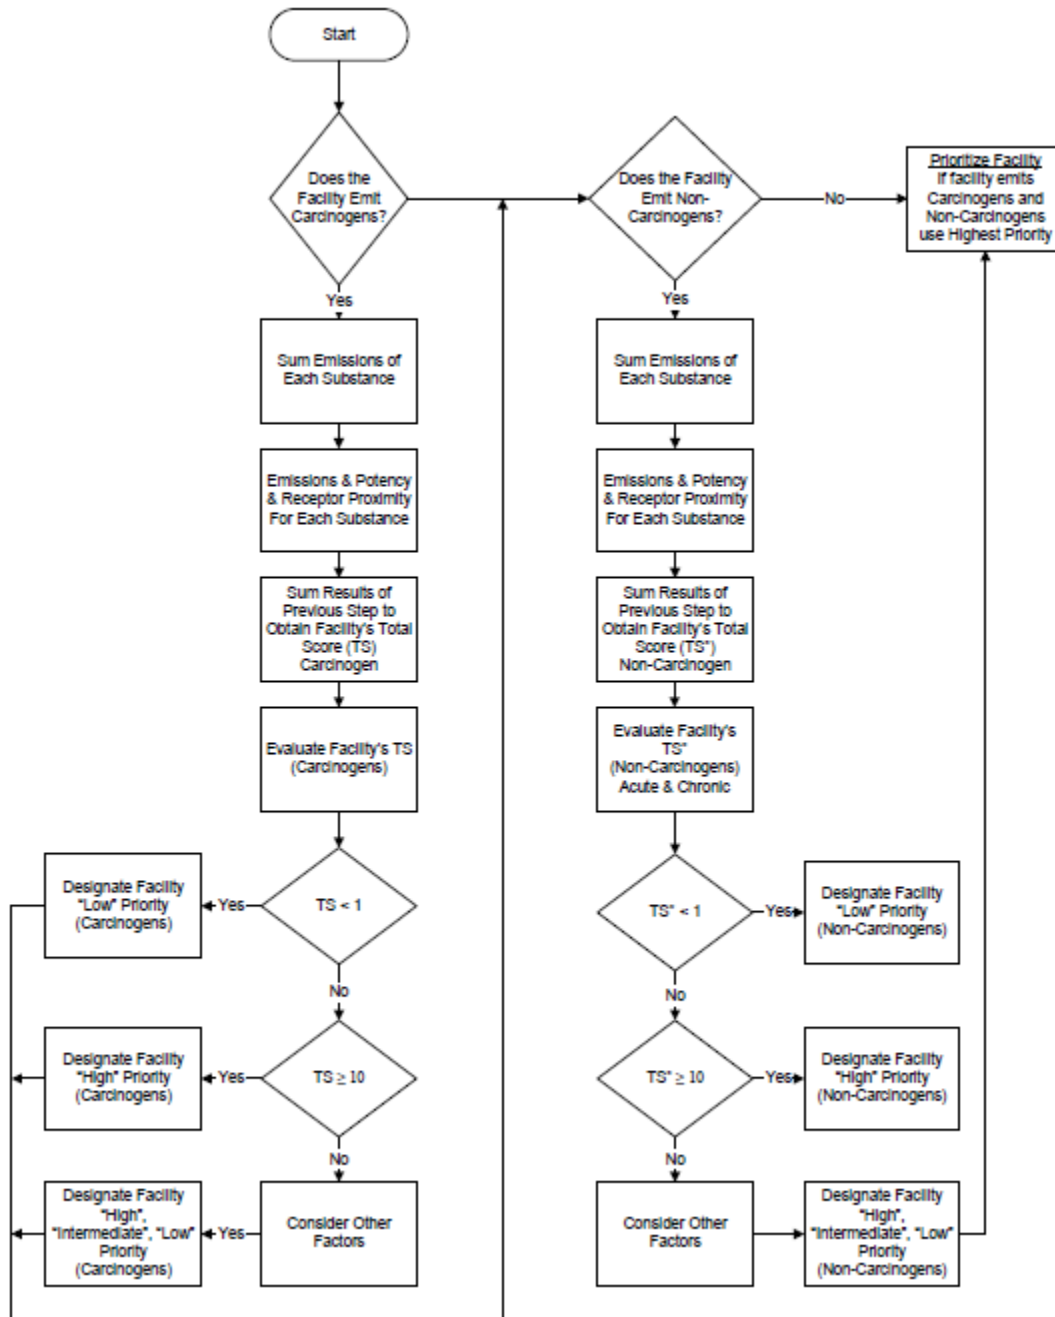 Start
Does the
Facility Emit
Carcinogens?
Does the Facility
Emit Non-
Carcinogens?
No
Prioritize Facility
If facility emits
Carcinogens and
Non-Carcinogens
use Highest Priority
Yes
Yes
Sum Emissions of
Each Substance
Sum Emissions of
Each Substance
Emissions & Potency
& Receptor Proximity
For Each Substance
Emissions & Potency
& Receptor Proximity
For Each Substance
Sum Results of
Previous Step to
Obtain Facility's Total
Score (TS)
Carcinogen
Sum Results of
Previous Step to
Obtain Facility's Total
Score (TS")
Non-Carcinogen
Evaluate Facility's TS
(Carcinogens)
Evaluate Facility's
TS"
(Non-Carcinogens)
Acute & Chronic
Designate Facility
"Low" Priority
(Carcinogens)
Yes
TS < 1
TS" < 1
Yes
Designate Facility
"Low" Priority
(Non-Carcinogens)
No
No
Designate Facility
"High" Priority
(Carcinogens)
Yes
TS ≥ 10
TS" ≥ 10
Yes
Designate Facility
"High" Priority
(Non-Carcinogens)
No
No
Designate Facility
"High",
"Intermediate", "Low"
Priority
(Carcinogens)
Yes
Consider Other
Factors
Consider Other
Factors
Designate Facility
"High",
"Intermediate", "Low"
Priority
(Non-Carcinogens)